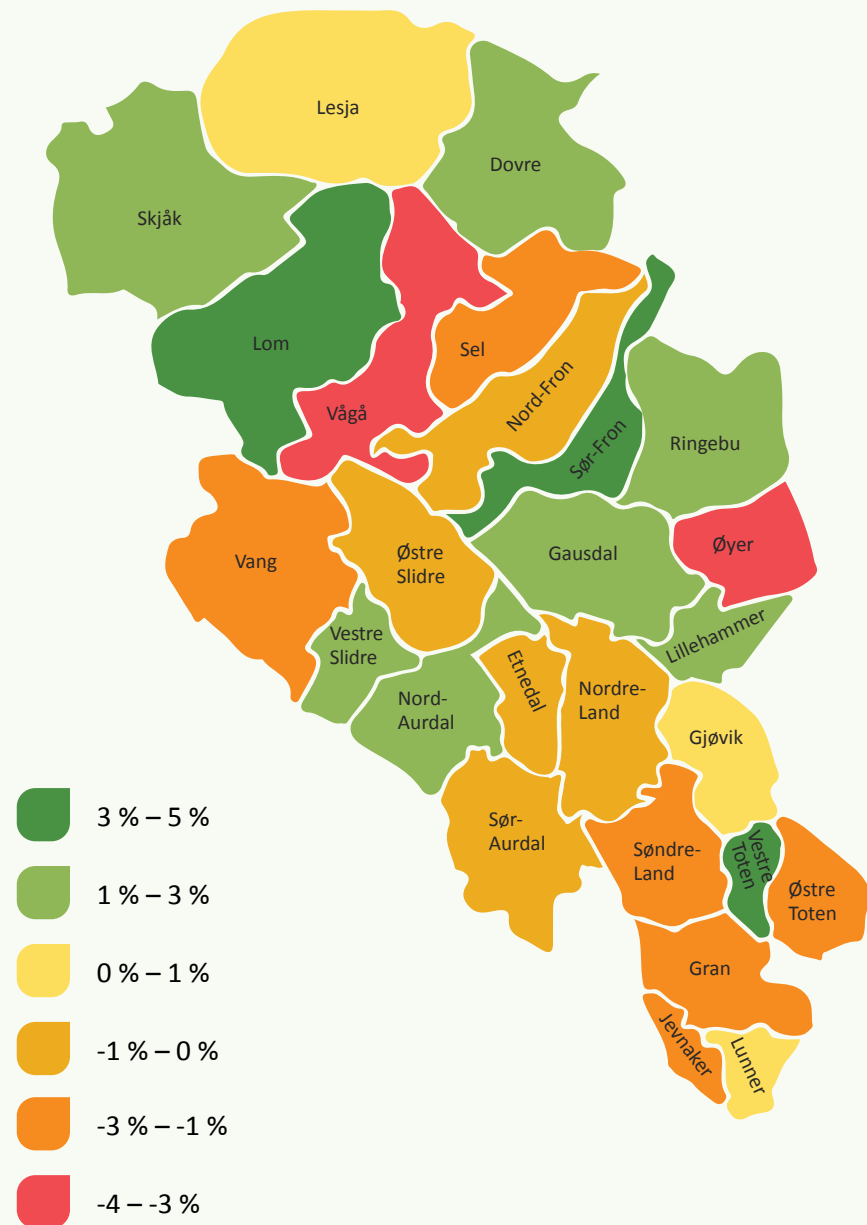 Lesja
Dovre
Skjåk
Lom
Sel
Nord-Fron
Vågå
Sør-Fron
Ringebu
Vang
Østre
Slidre
Gausdal
Øyer
Vestre
Slidre
Lillehammer
Etnedal
Nordre-
Land
Nord-
Aurdal
Gjøvik
Sør-
Aurdal
Søndre-
Land
Vestre
Toten
Østre
Toten
Gran
Jevnaker
Lunner
3 % – 5 %
1 % – 3 %
0 % – 1 %
-1 % – 0 %
-3 % – -1 %
-4 – -3 %